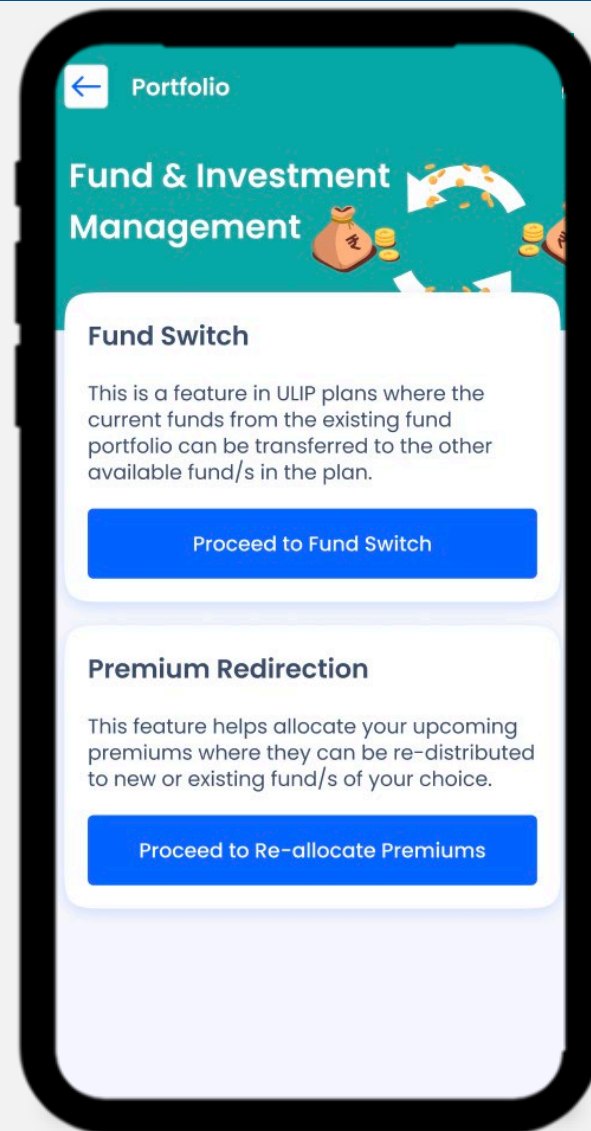 Portfolio
Fund & Investment
Management
Fund Switch
This is a feature in ULIP plans where the
current funds from the existing fund
portfolio can be transferred to the other
available fund/s in the plan.
Proceed to Fund Switch
Premium Redirection
This feature helps allocate your upcoming
premiums where they can be re-distributed
to new or existing fund/s of your choice.
Proceed to Re-allocate Premiums